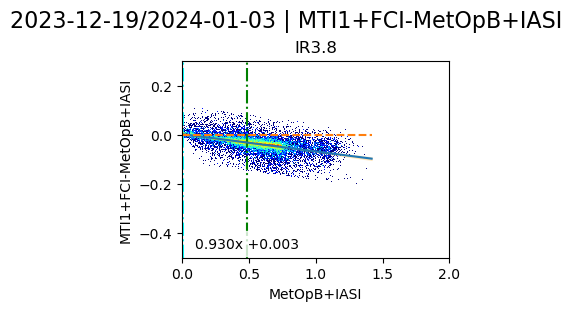 2023-12-19/2024-01-03 | MTI1+FCI-MetOpB+IASI
IR3.8
MTI1+FCI-MetOpB+IASI
0.2
0.0
−0.2
−0.4
0.930x +0.003
0.0 0.5 1.0 1.5 2.0
MetOpB+IASI